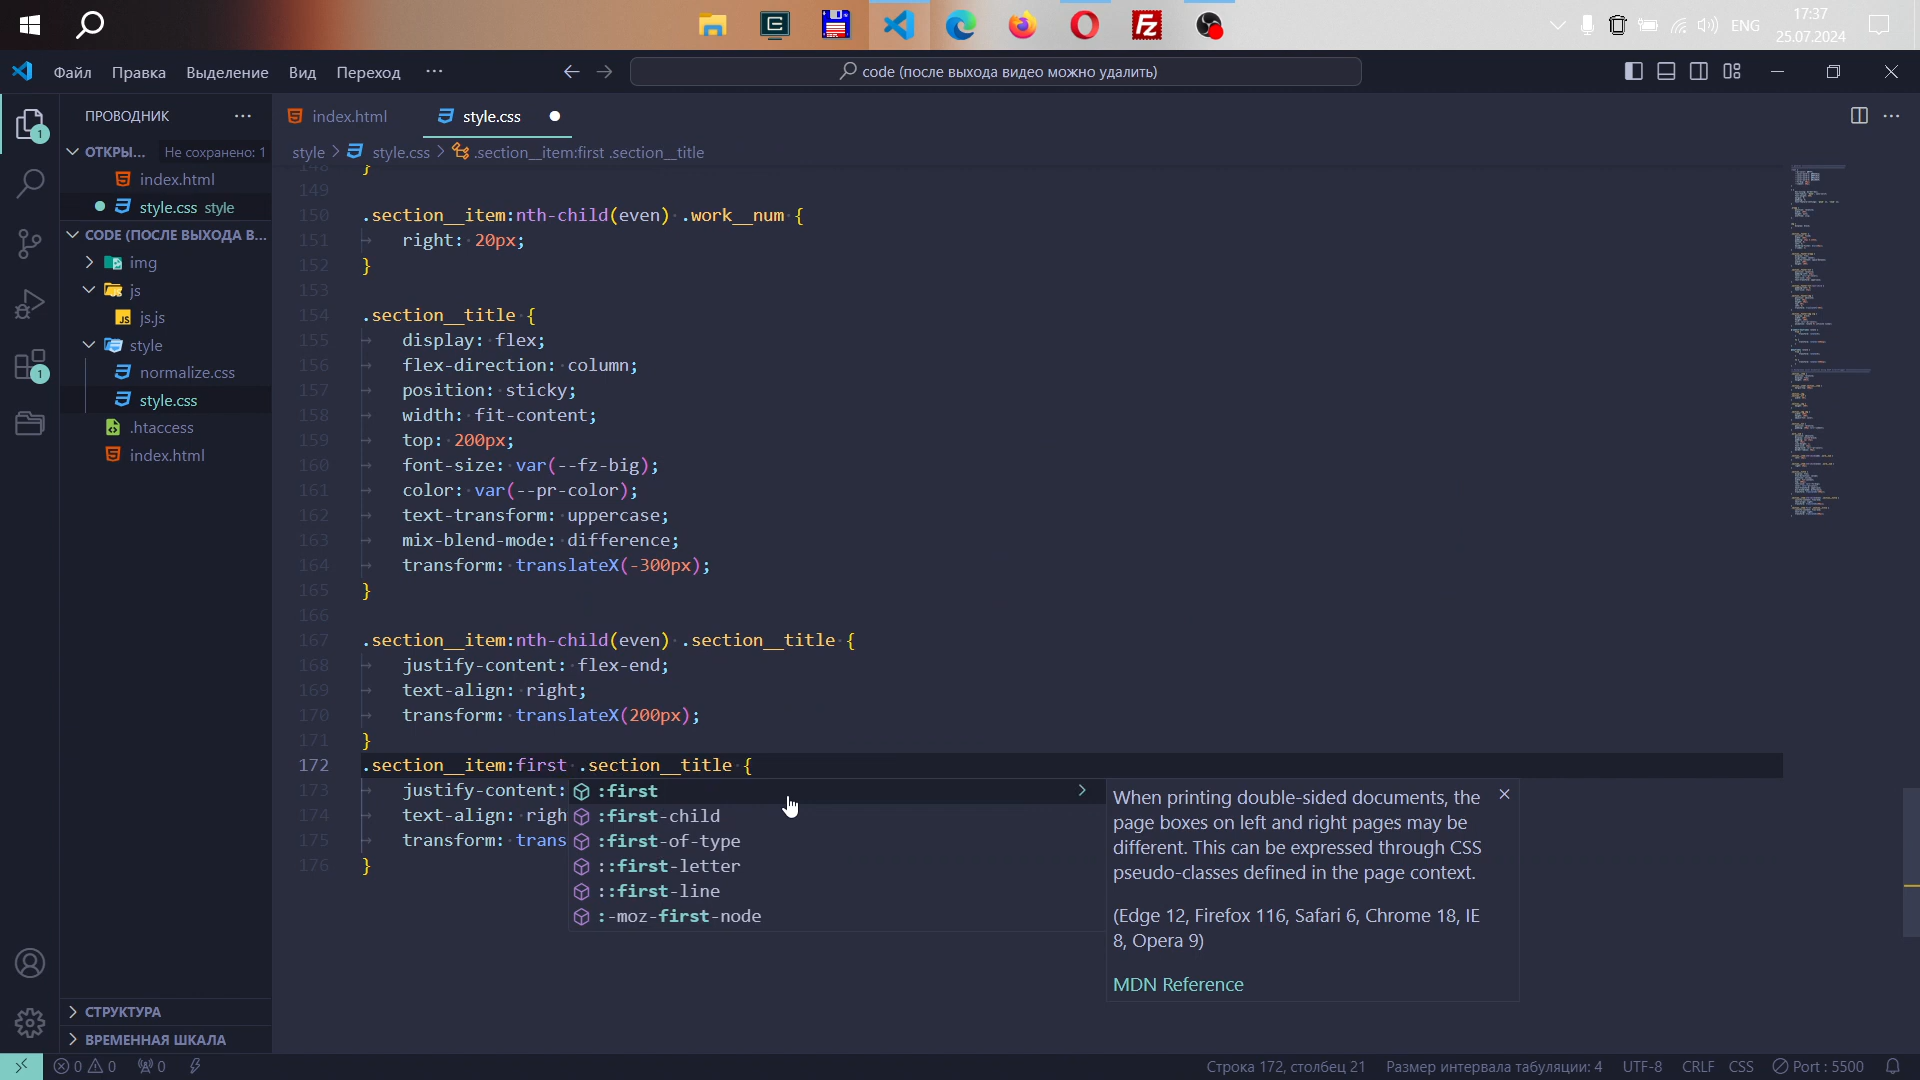 ENG
17:37
25.07.2024
Файл Правка Выделение Вид Переход ···
code (после выхода видео можно удалить)
ПРОВОДНИК ···
index.html
style.css
style > style.css > .section__item:first .section__title
ОТКРЫ... Не сохранено: 1
index.html
style.css style
CODE (ПОСЛЕ ВЫХОДА В...
img
js
js.js
style
normalize.css
style.css
.htaccess
index.html
СТРУКТУРА
ВРЕМЕННАЯ ШКАЛА
148 }
149
150 .section__item:nth-child(even) .work__num {
151 right: 20px;
152 }
153
154 .section__title {
155 display: flex;
156 flex-direction: column;
157 position: sticky;
158 width: fit-content;
159 top: 200px;
160 font-size: var(--fz-big);
161 color: var(--pr-color);
162 text-transform: uppercase;
163 mix-blend-mode: difference;
164 transform: translateX(-300px);
165 }
166
167 .section__item:nth-child(even) .section__title {
168 justify-content: flex-end;
169 text-align: right;
170 transform: translateX(200px);
171 }
172 .section__item:first .section__title {
173 justify-content:
174 text-align: righ
175 transform: trans
176 }
:first
:first-child
:first-of-type
::first-letter
::first-line
:-moz-first-node
When printing double-sided documents, the
page boxes on left and right pages may be
different. This can be expressed through CSS
pseudo-classes defined in the page context.
(Edge 12, Firefox 116, Safari 6, Chrome 18, IE
8, Opera 9)
MDN Reference
0 0 0 Строка 172, столбец 21 Размер интервала табуляции: 4 UTF-8 CRLF CSS Port : 5500